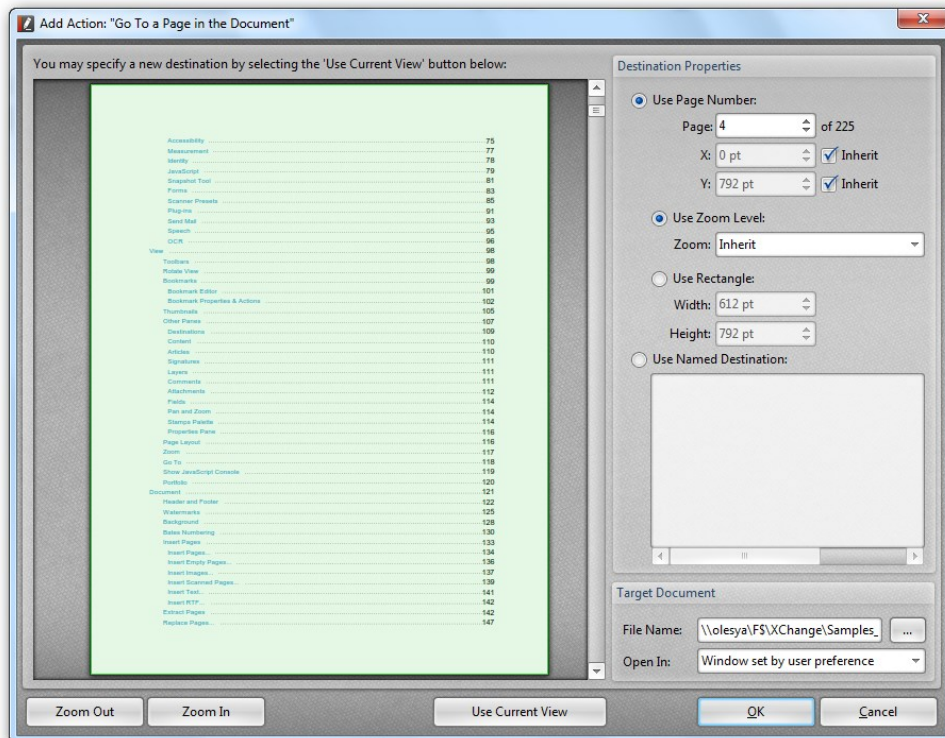 Add Action: "Go To a Page in the Document"
You may specify a new destination by selecting the 'Use Current View' button below:
Accessibility 75
Measurement 77
Identity 78
JavaScript 79
Snapshot Tool 81
Forms 83
Scanner Presets 85
Plug-ins 91
Send Mail 93
Speech 95
OCR 96
View 98
Toolbars 98
Rotate View 99
Bookmarks 99
Bookmark Editor 101
Bookmark Properties & Actions 102
Thumbnails 105
Other Panes 107
Destinations 109
Content 110
Articles 110
Signatures 111
Layers 111
Comments 111
Attachments 112
Fields 114
Pan and Zoom 114
Stamps Palette 114
Properties Pane 116
Page Layout 116
Zoom 117
Go To 118
Show JavaScript Console 119
Portfolio 120
Document 121
Header and Footer 122
Watermarks 125
Background 128
Bates Numbering 130
Insert Pages 133
Insert Pages... 134
Insert Empty Pages... 136
Insert Images... 137
Insert Scanned Pages... 139
Insert Text... 141
Insert RTF... 142
Extract Pages 142
Replace Pages... 147
Destination Properties
Use Page Number:
Page: 4 of 225
X: 0 pt Inherit
Y: 792 pt Inherit
Use Zoom Level:
Zoom: Inherit
Use Rectangle:
Width: 612 pt
Height: 792 pt
Use Named Destination:
Target Document
File Name: \\olesya\F$\XChange\Samples_ ...
Open In: Window set by user preference
Zoom Out Zoom In Use Current View OK Cancel